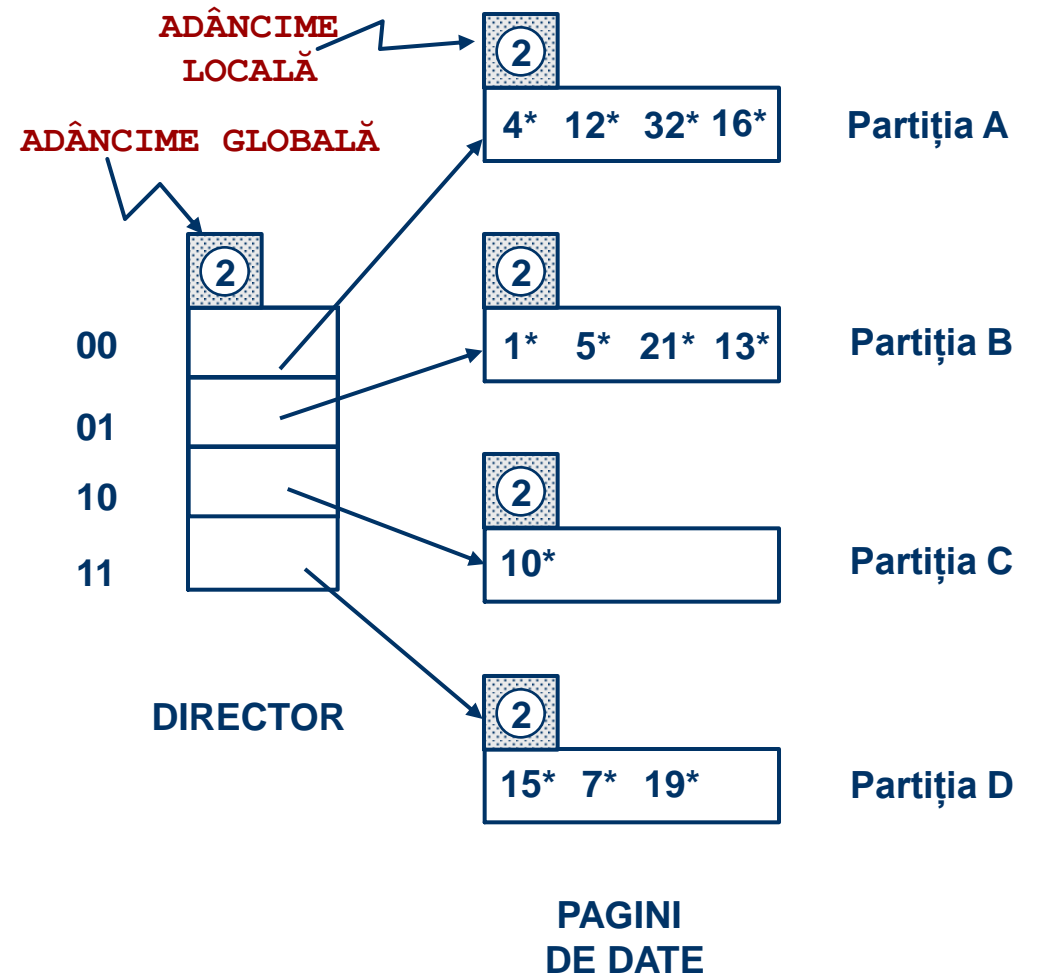 ADÂNCIME
LOCALĂ
2
4* 12* 32* 16*
Partiția A
ADÂNCIME GLOBALĂ
2
2
1* 5* 21* 13*
Partiția B
00
01
10
11
2
10*
Partiția C
DIRECTOR
2
15* 7* 19*
Partiția D
PAGINI
DE DATE